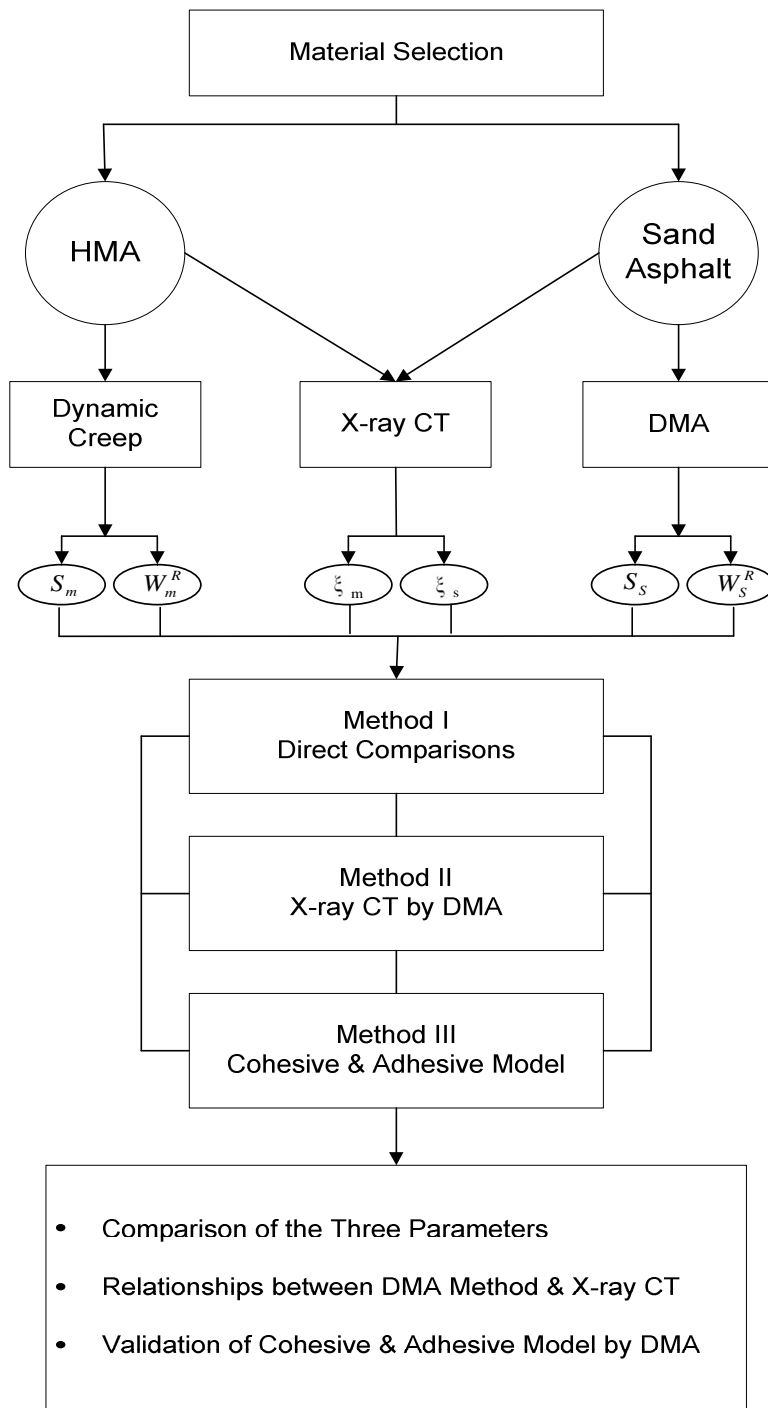 Material Selection
HMA
Sand
Asphalt
Dynamic
Creep
X-ray CT
DMA
S_m
W_m^R
ξ_m
ξ_s
S_S
W_S^R
Method I
Direct Comparisons
Method II
X-ray CT by DMA
Method III
Cohesive & Adhesive Model
• Comparison of the Three Parameters
• Relationships between DMA Method & X-ray CT
• Validation of Cohesive & Adhesive Model by DMA